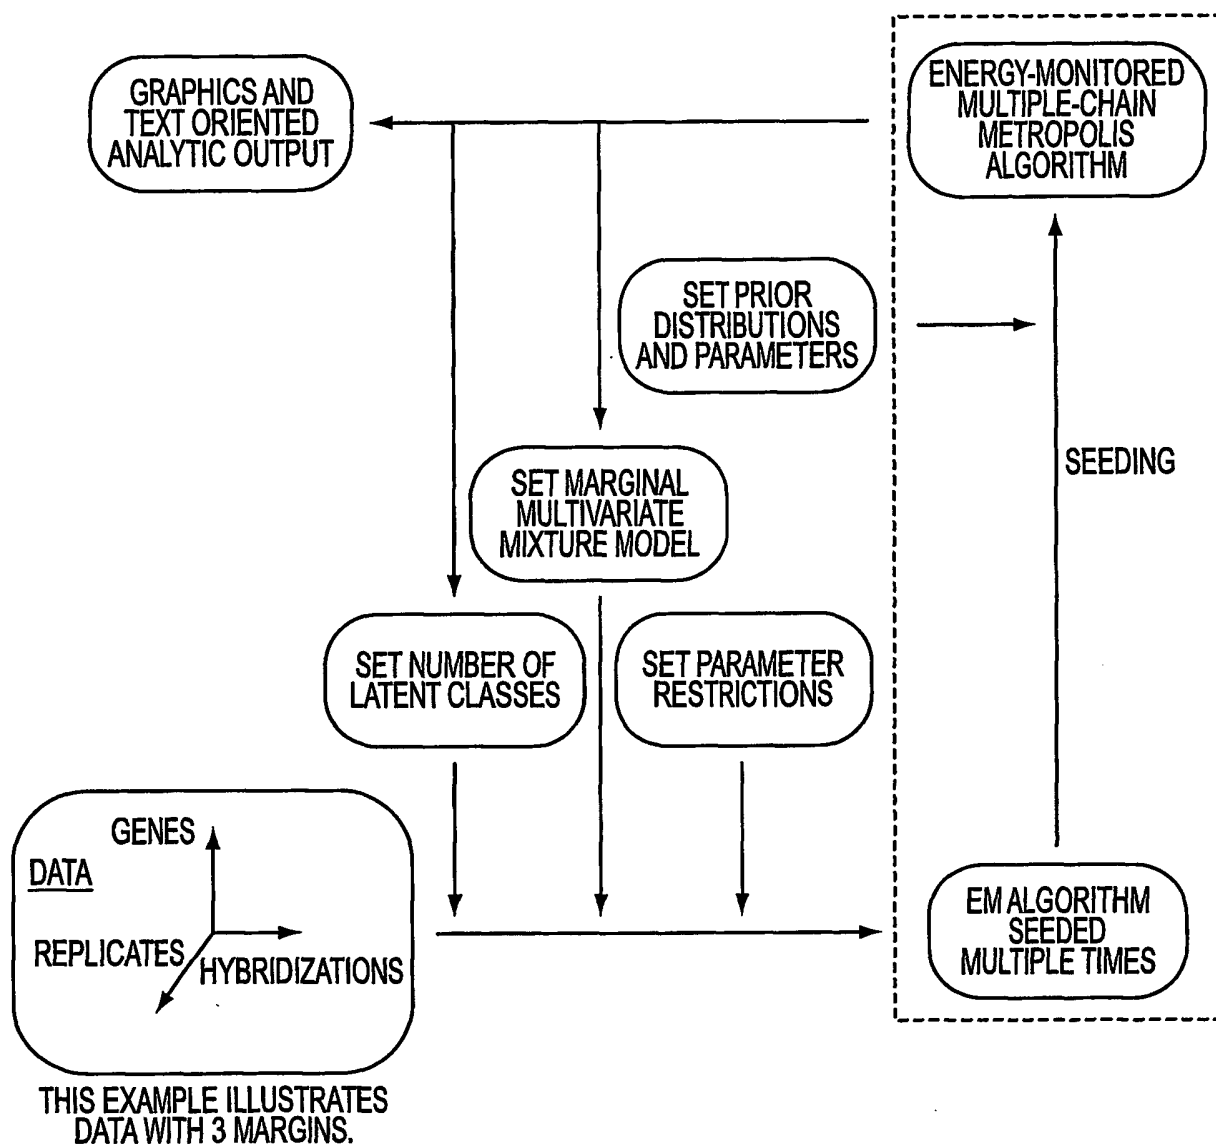 GRAPHICS AND
TEXT ORIENTED
ANALYTIC OUTPUT
ENERGY-MONITORED
MULTIPLE-CHAIN
METROPOLIS
ALGORITHM
SET PRIOR
DISTRIBUTIONS
AND PARAMETERS
SEEDING
SET MARGINAL
MULTIVARIATE
MIXTURE MODEL
SET NUMBER OF
LATENT CLASSES
SET PARAMETER
RESTRICTIONS
GENES
DATA
REPLICATES
HYBRIDIZATIONS
EM ALGORITHM
SEEDED
MULTIPLE TIMES
THIS EXAMPLE ILLUSTRATES
DATA WITH 3 MARGINS.